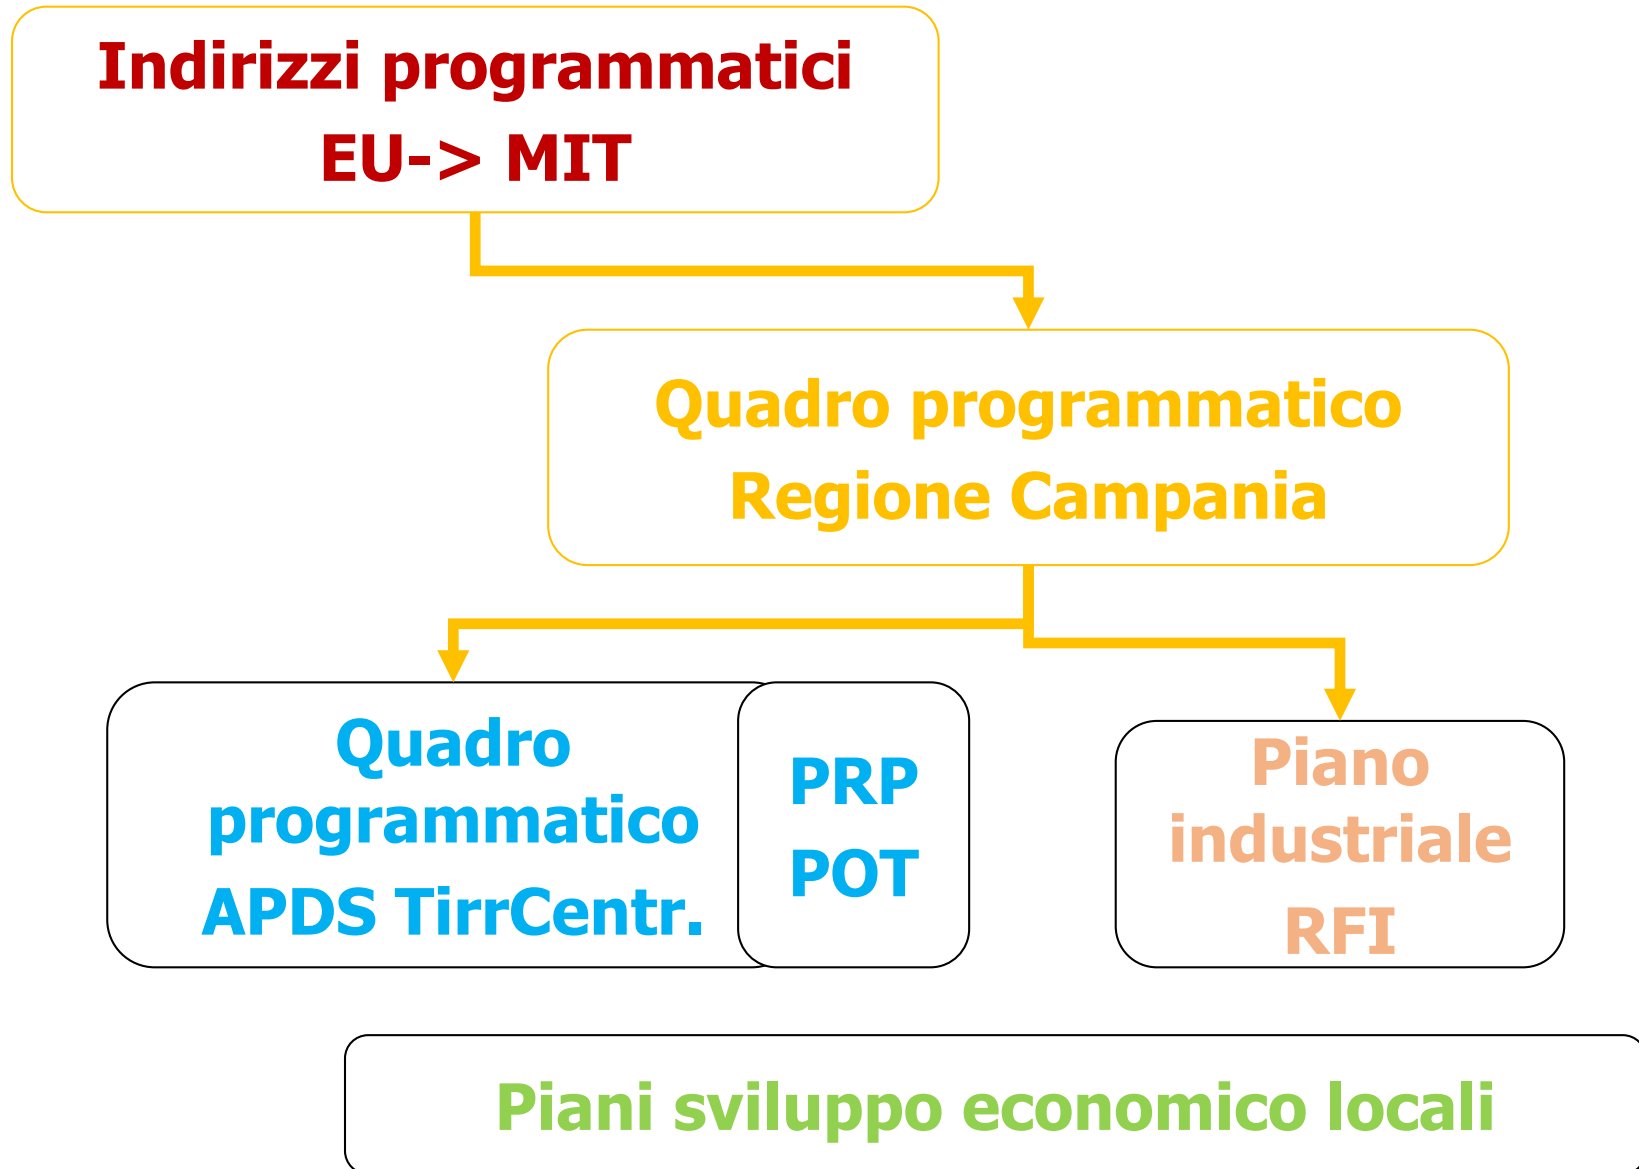 Indirizzi programmatici
EU-> MIT
Quadro programmatico
Regione Campania
Quadro
programmatico
APDS TirrCentr.
PRP
POT
Piano
industriale
RFI
Piani sviluppo economico locali